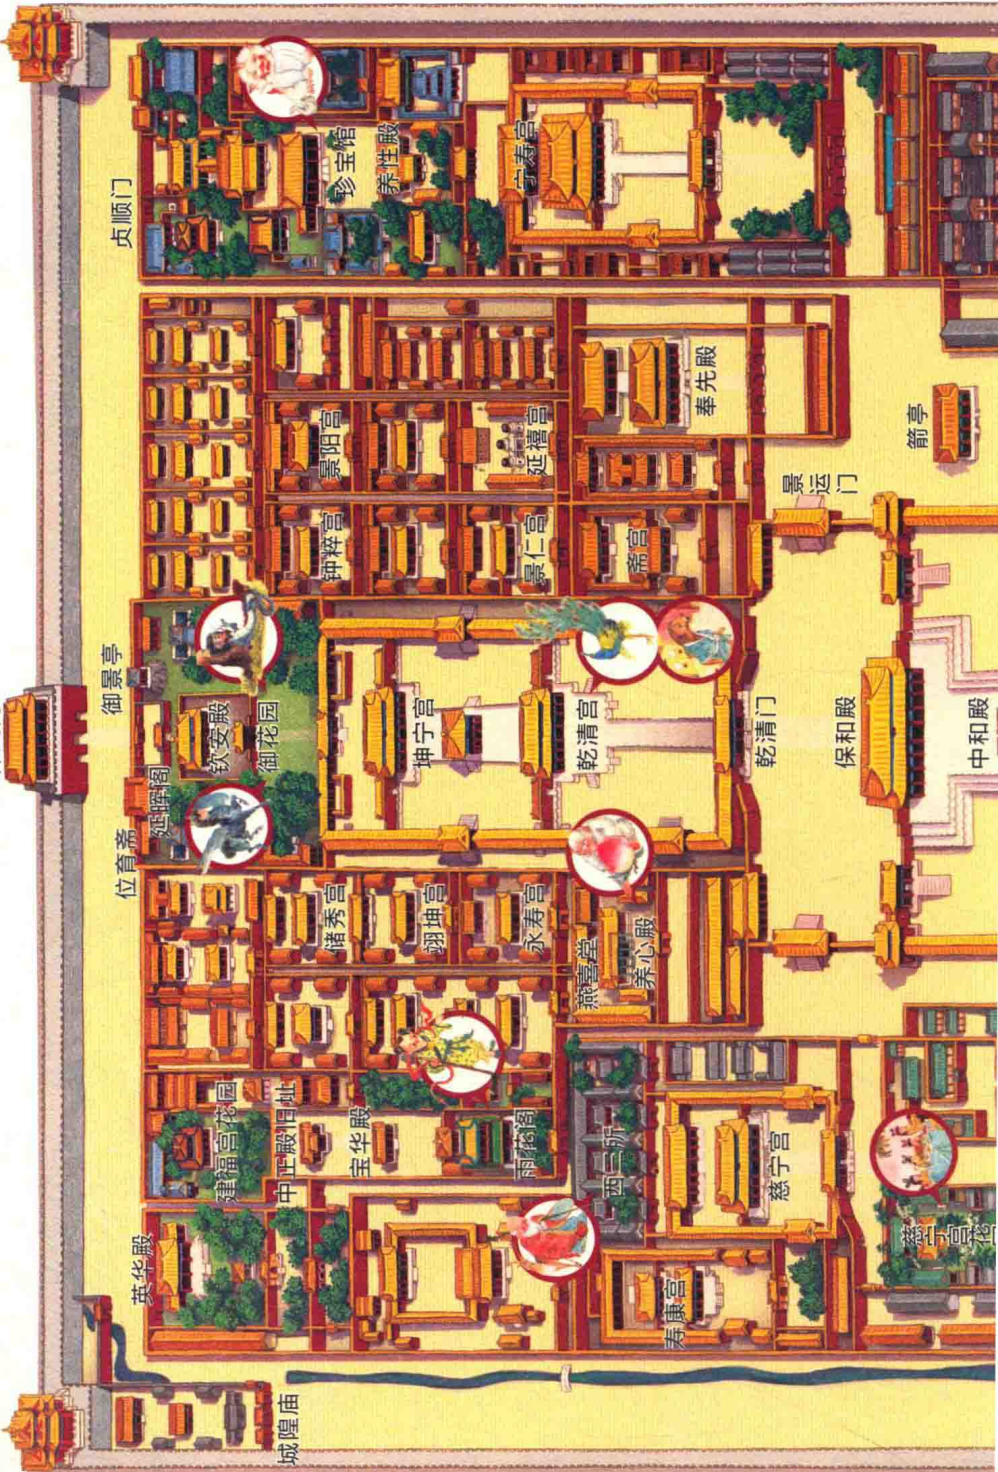 贞顺门
珍宝馆
养性殿
宁寿宫
景阳宫
延禧宫
奉先殿
箭亭
景运门
钟粹宫
景仁宫
斋宫
御景亭
钦安殿
御花园
坤宁宫
乾清宫
乾清门
保和殿
中和殿
延晖阁
位育斋
储秀宫
翊坤宫
永寿宫
燕喜堂
养心殿
建福宫花园
中正殿旧址
宝华殿
雨花阁
西三所
慈宁宫
慈宁宫花
英华殿
寿康宫
城隍庙